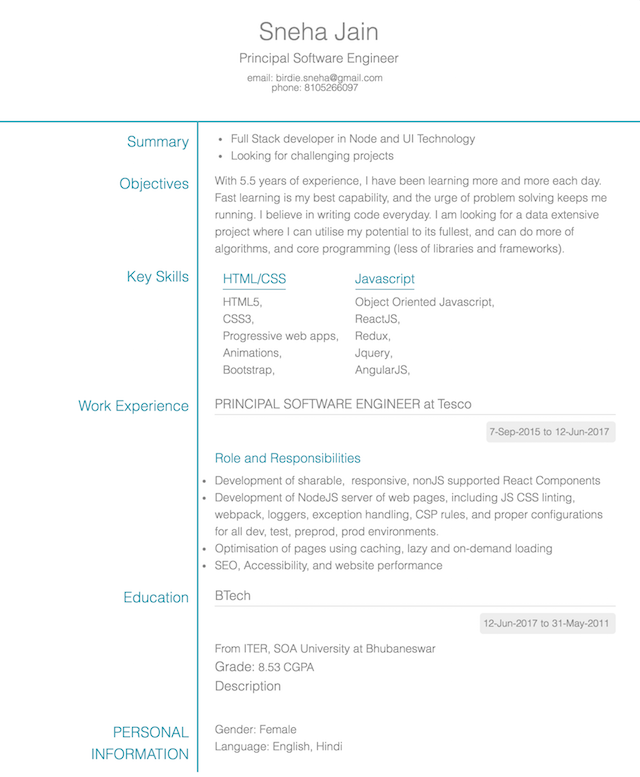 Sneha Jain
Principal Software Engineer
email: birdie.sneha@gmail.com
phone: 8105266097
Summary
• Full Stack developer in Node and UI Technology
• Looking for challenging projects
Objectives
With 5.5 years of experience, I have been learning more and more each day.
Fast learning is my best capability, and the urge of problem solving keeps me
running. I believe in writing code everyday. I am looking for a data extensive
project where I can utilise my potential to its fullest, and can do more of
algorithms, and core programming (less of libraries and frameworks).
Key Skills
HTML/CSS
HTML5,
CSS3,
Progressive web apps,
Animations,
Bootstrap,
Javascript
Object Oriented Javascript,
ReactJS,
Redux,
Jquery,
AngularJS,
Work Experience
PRINCIPAL SOFTWARE ENGINEER at Tesco
7-Sep-2015 to 12-Jun-2017
Role and Responsibilities
• Development of sharable,  responsive, nonJS supported React Components
• Development of NodeJS server of web pages, including JS CSS linting,
webpack, loggers, exception handling, CSP rules, and proper configurations
for all dev, test, preprod, prod environments.
• Optimisation of pages using caching, lazy and on-demand loading
• SEO, Accessibility, and website performance
Education
BTech
12-Jun-2017 to 31-May-2011
From ITER, SOA University at Bhubaneswar
Grade: 8.53 CGPA
Description
PERSONAL
INFORMATION
Gender: Female
Language: English, Hindi